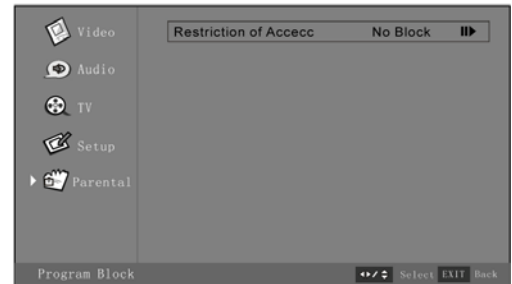 Video
Restriction of Accecc No Block
Audio
TV
Setup
Parental
Program Block Select EXIT Back